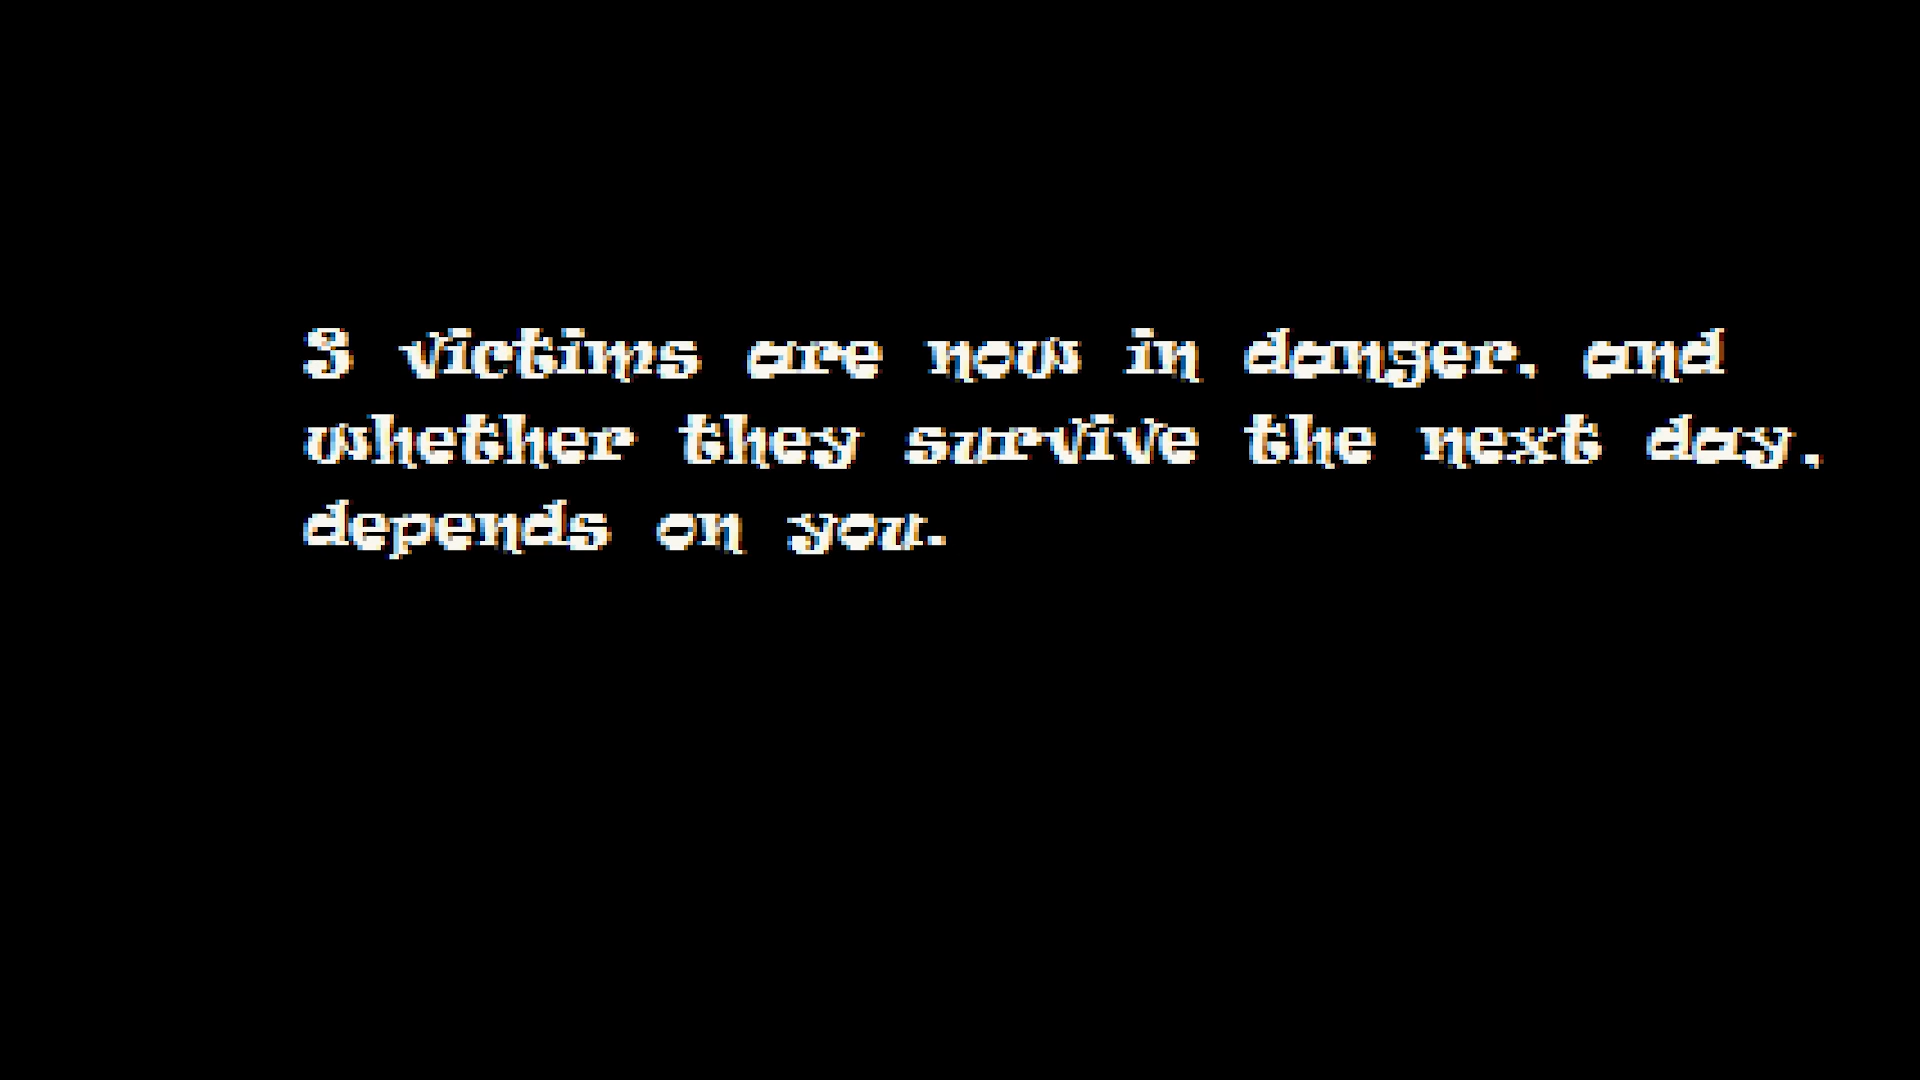 3 victims are now in danger, and
whether they survive the next day,
depends on you.